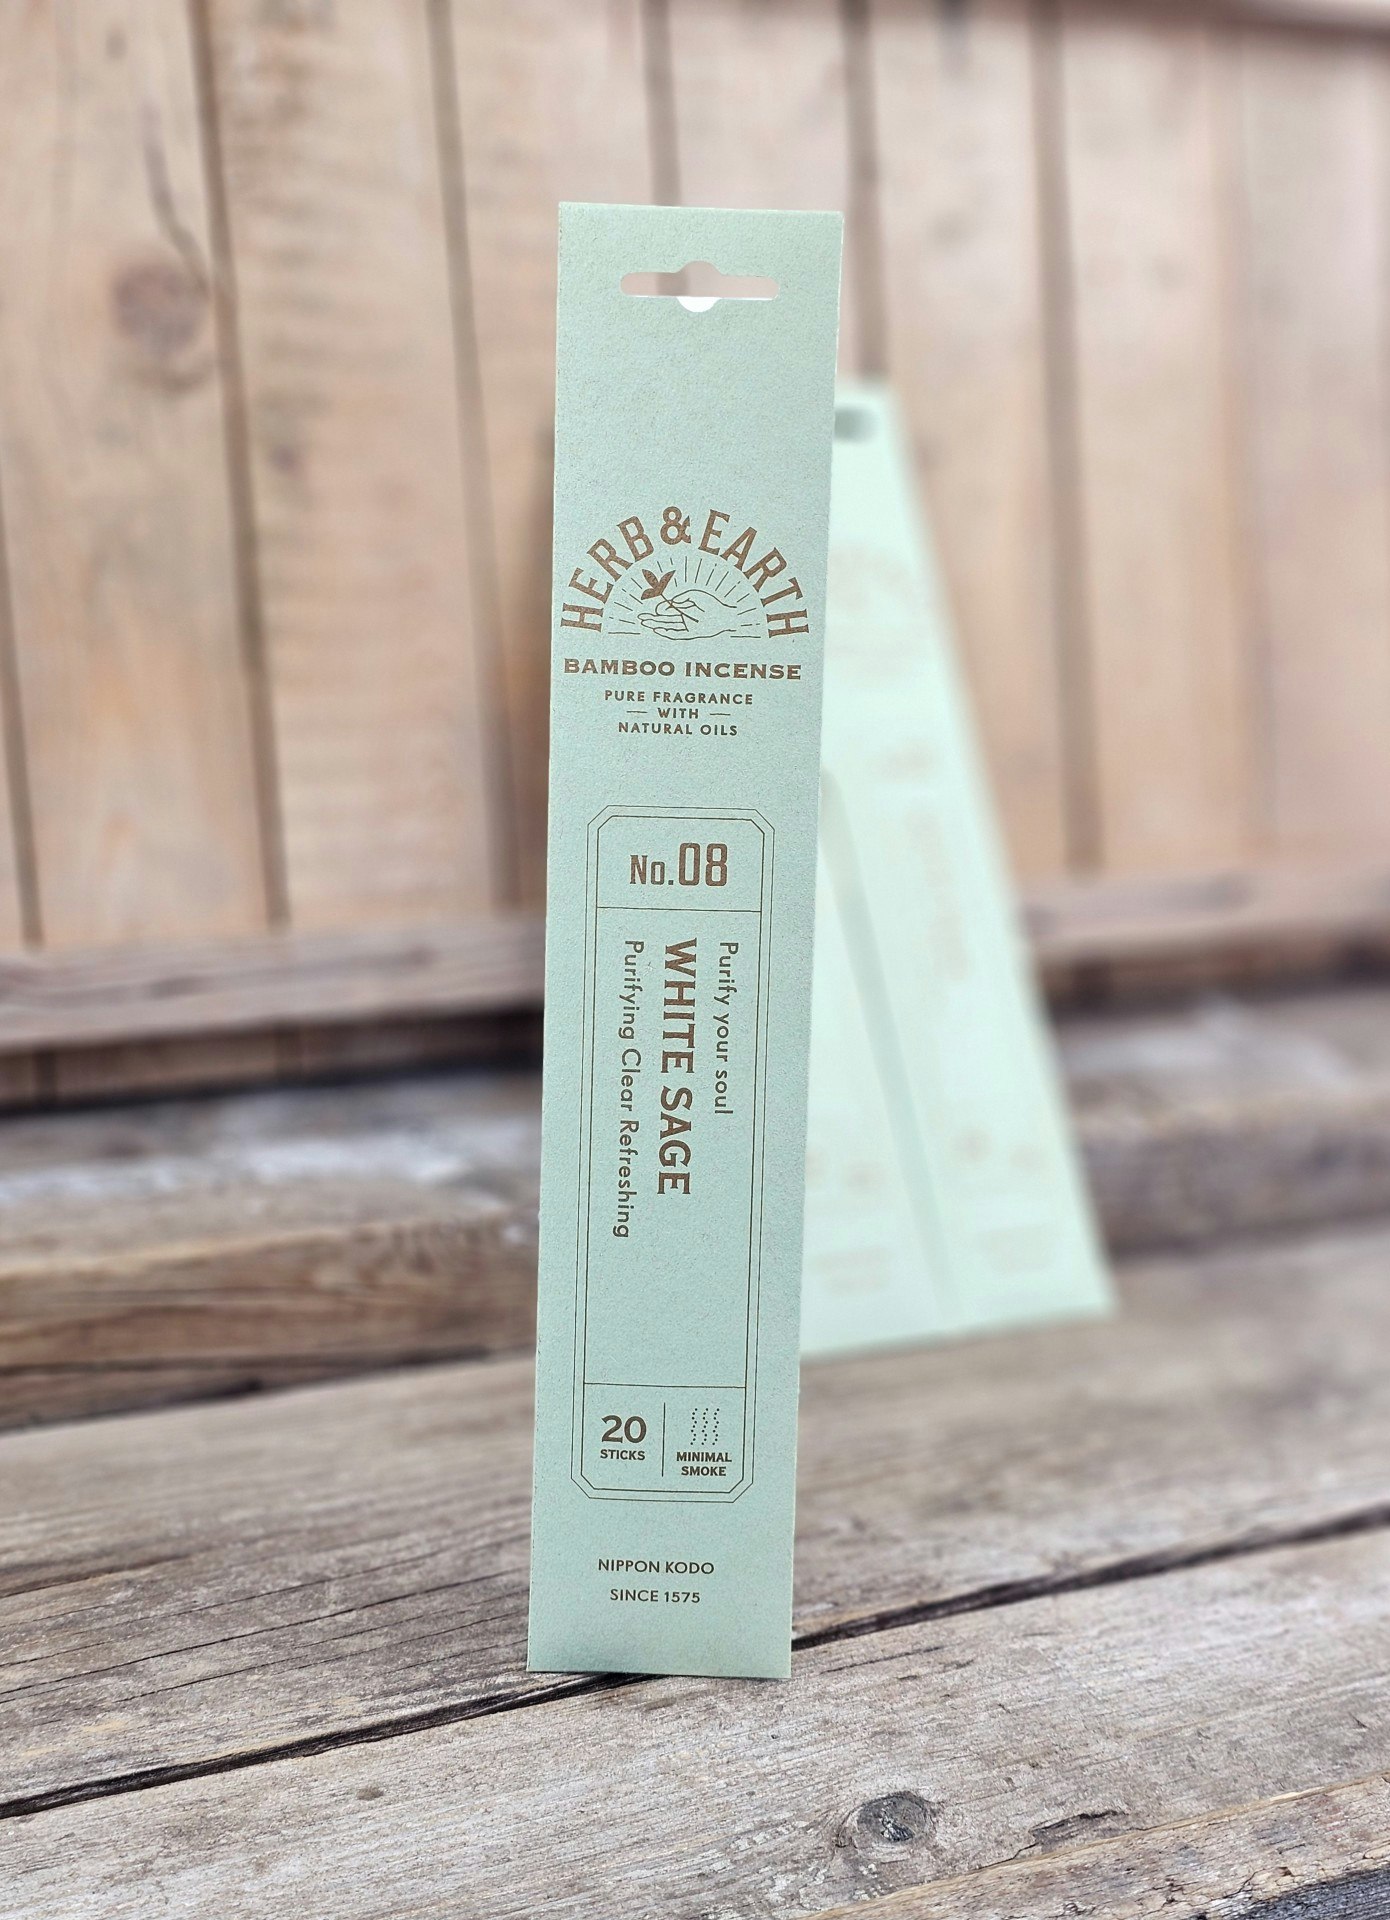 HERB & EARTH
BAMBOO INCENSE
PURE FRAGRANCE
WITH
NATURAL OILS
No.08
Purify your soul
WHITE SAGE
Purifying Clear Refreshing
20
STICKS
MINIMAL
SMOKE
NIPPON KODO
SINCE 1575